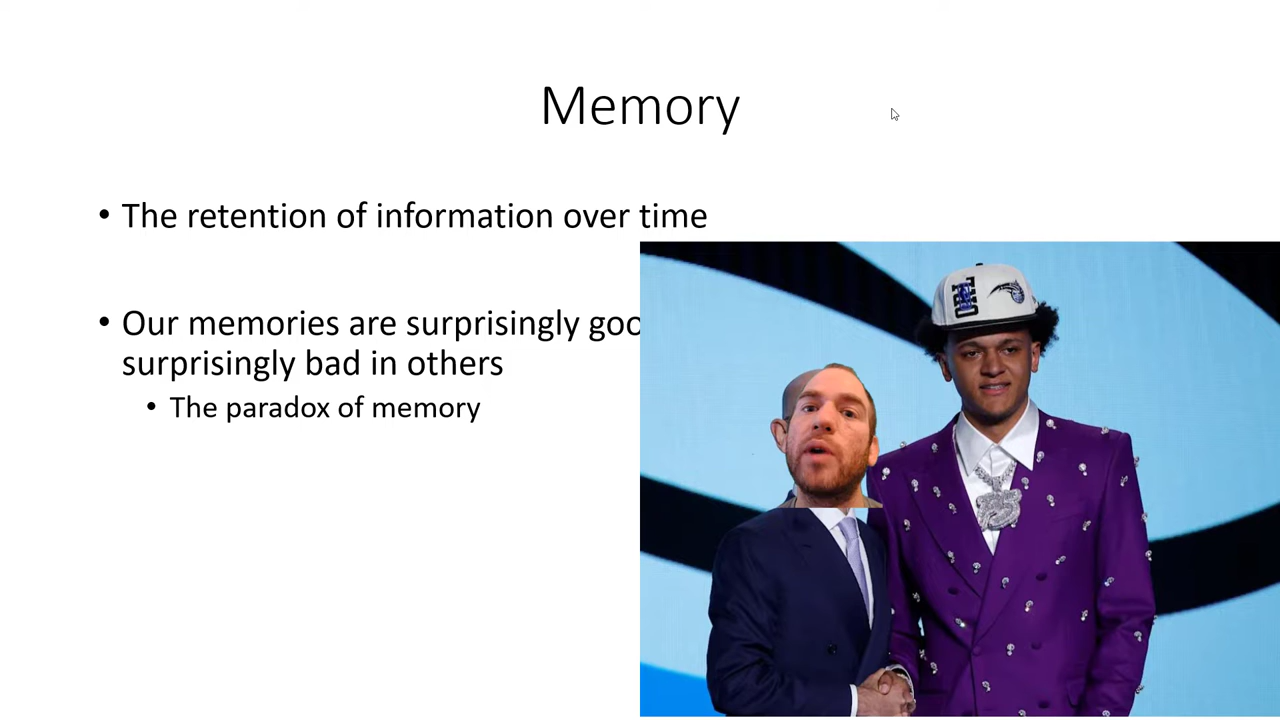 Memory
• The retention of information over time
• Our memories are surprisingly
surprisingly bad in others
• The paradox of memory